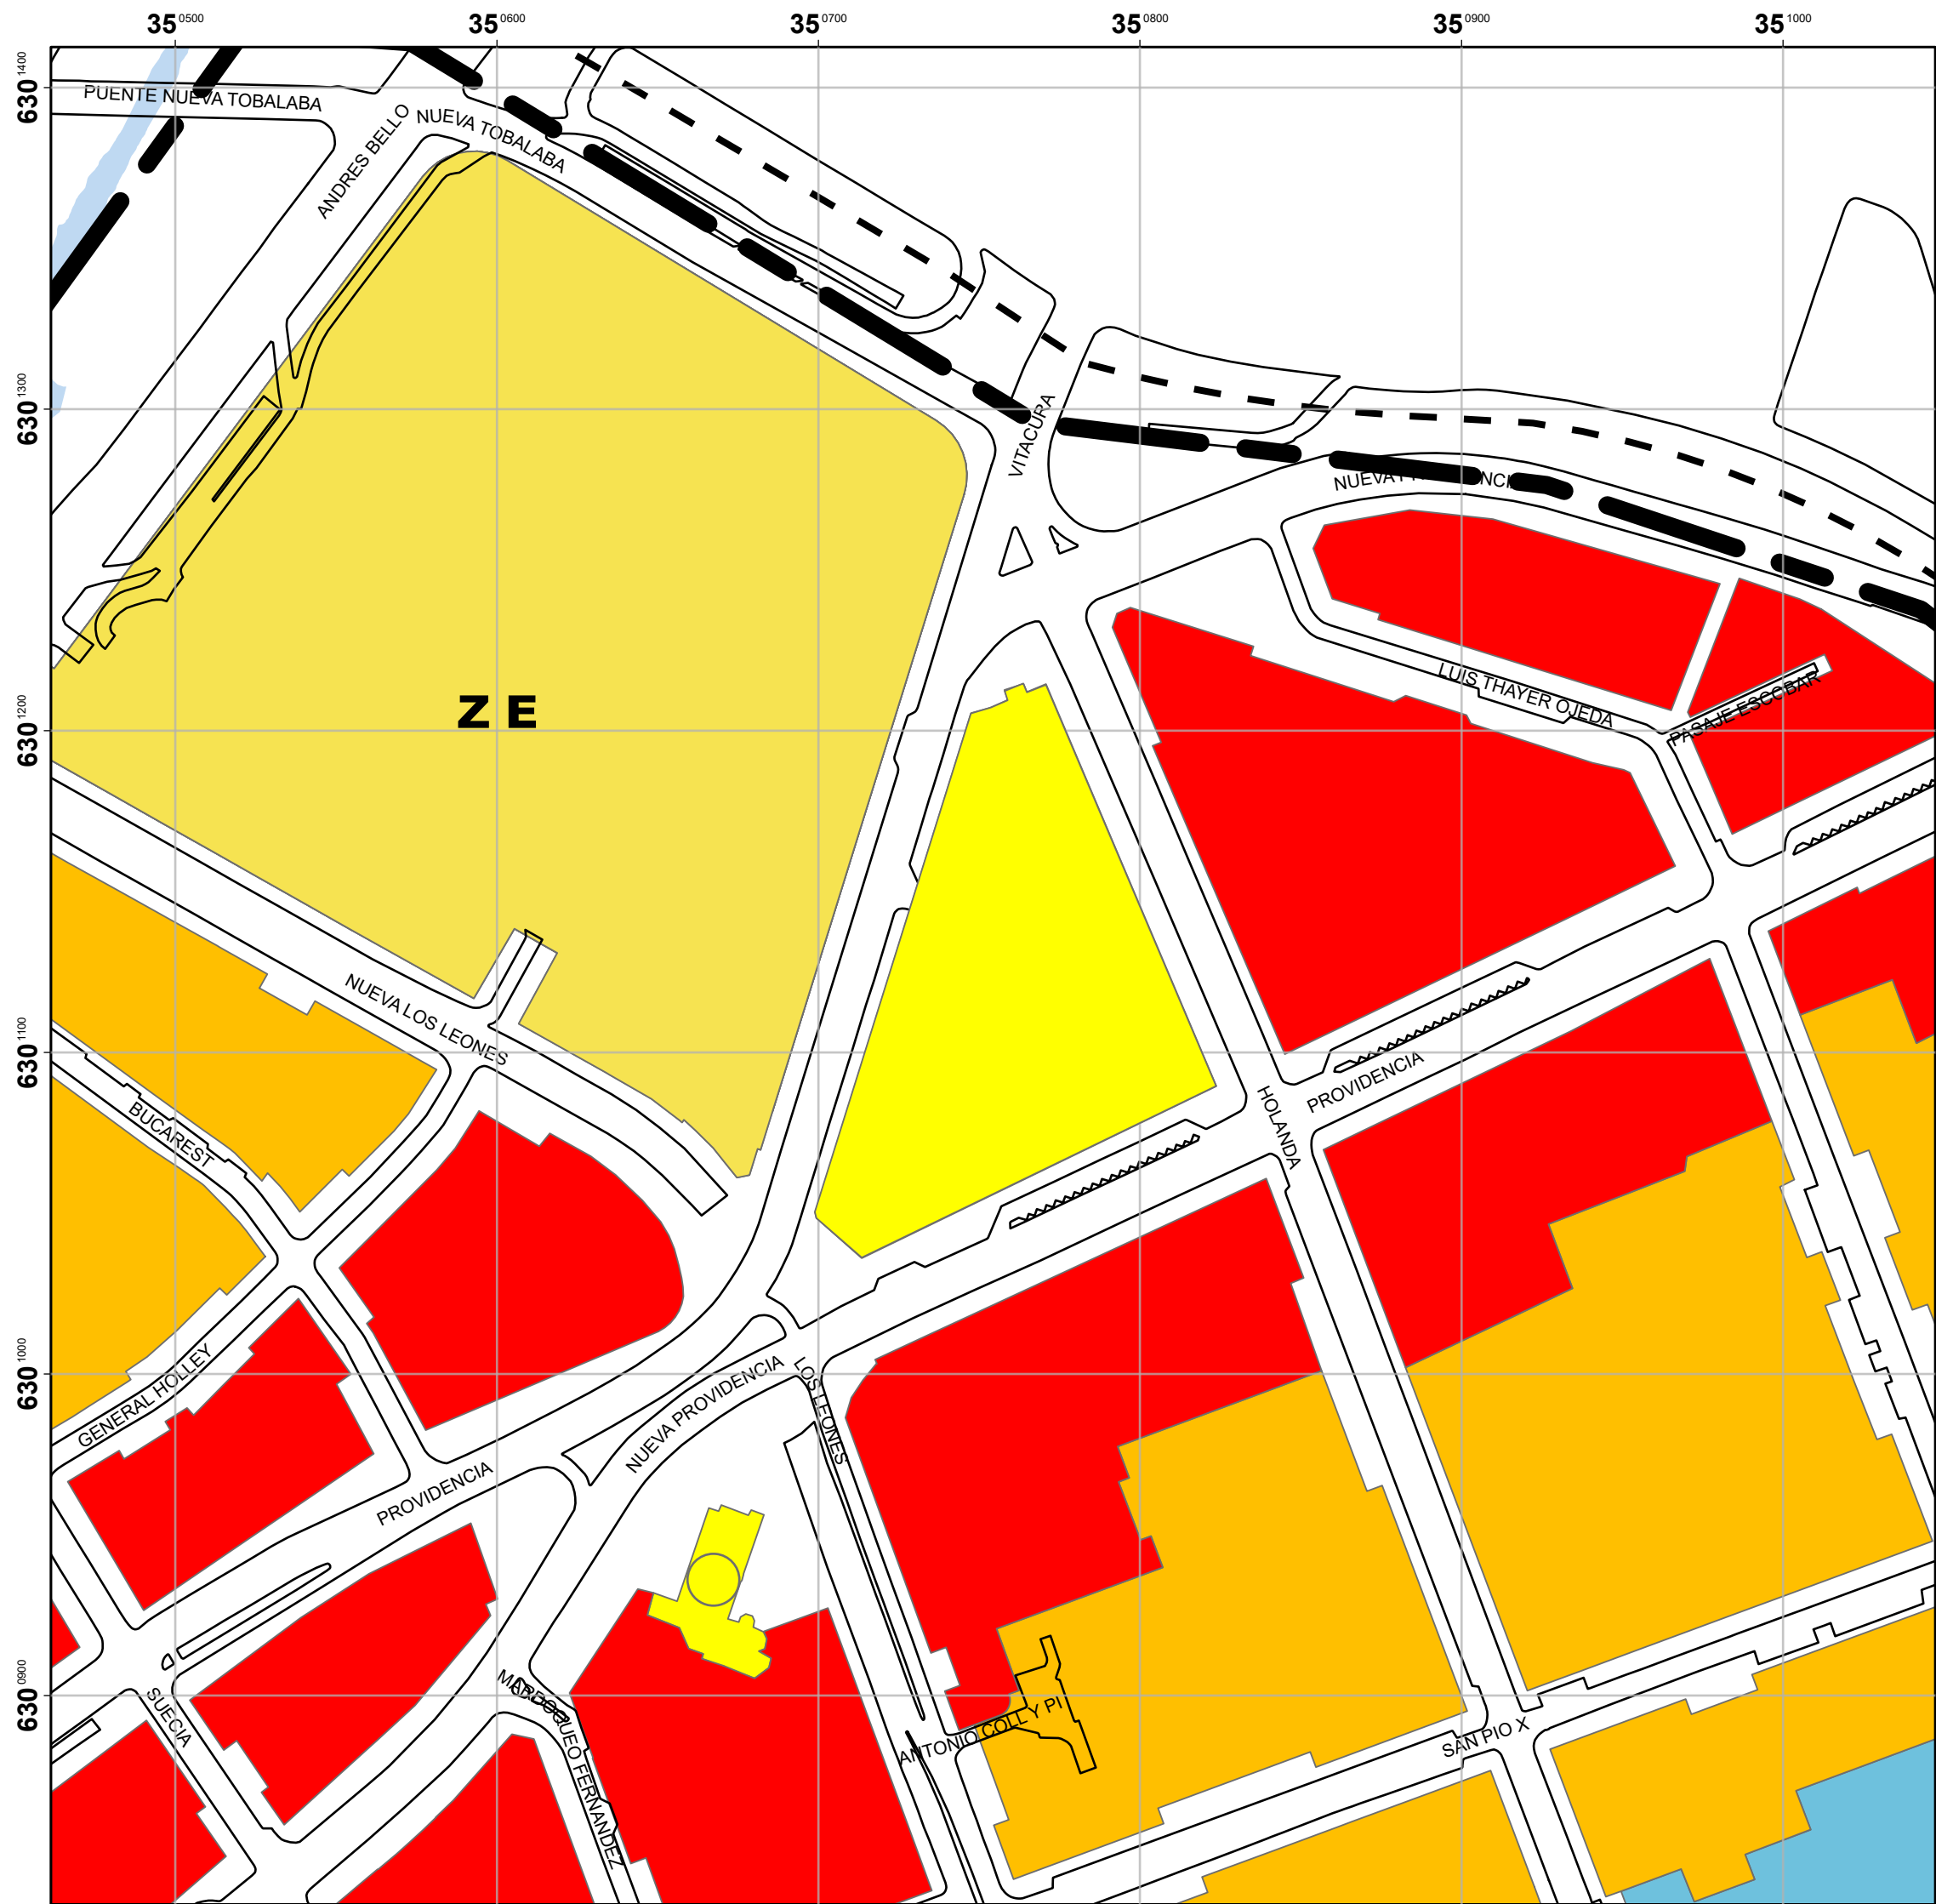 35 0500
35 0600
35 0700
35 0800
35 0900
35 1000
630 1400
630 1300
630 1200
630 1100
630 1000
630 0900
PUENTE NUEVA TOBALABA
ANDRES BELLO
NUEVA TOBALABA
VITACURA
NUEVA P NCI
LUIS THAYER OJEDA
PASAJE ESCOBAR
Z E
NUEVA LOS LEONES
BUCAREST
PROVIDENCIA
HOLANDA
GENERAL HOLLEY
NUEVA PROVIDENCIA
LOS LEONES
PROVIDENCIA
SUECIA
MARDOQUEO FERNANDEZ
ANTONIO COLL Y PI
SAN PIO X